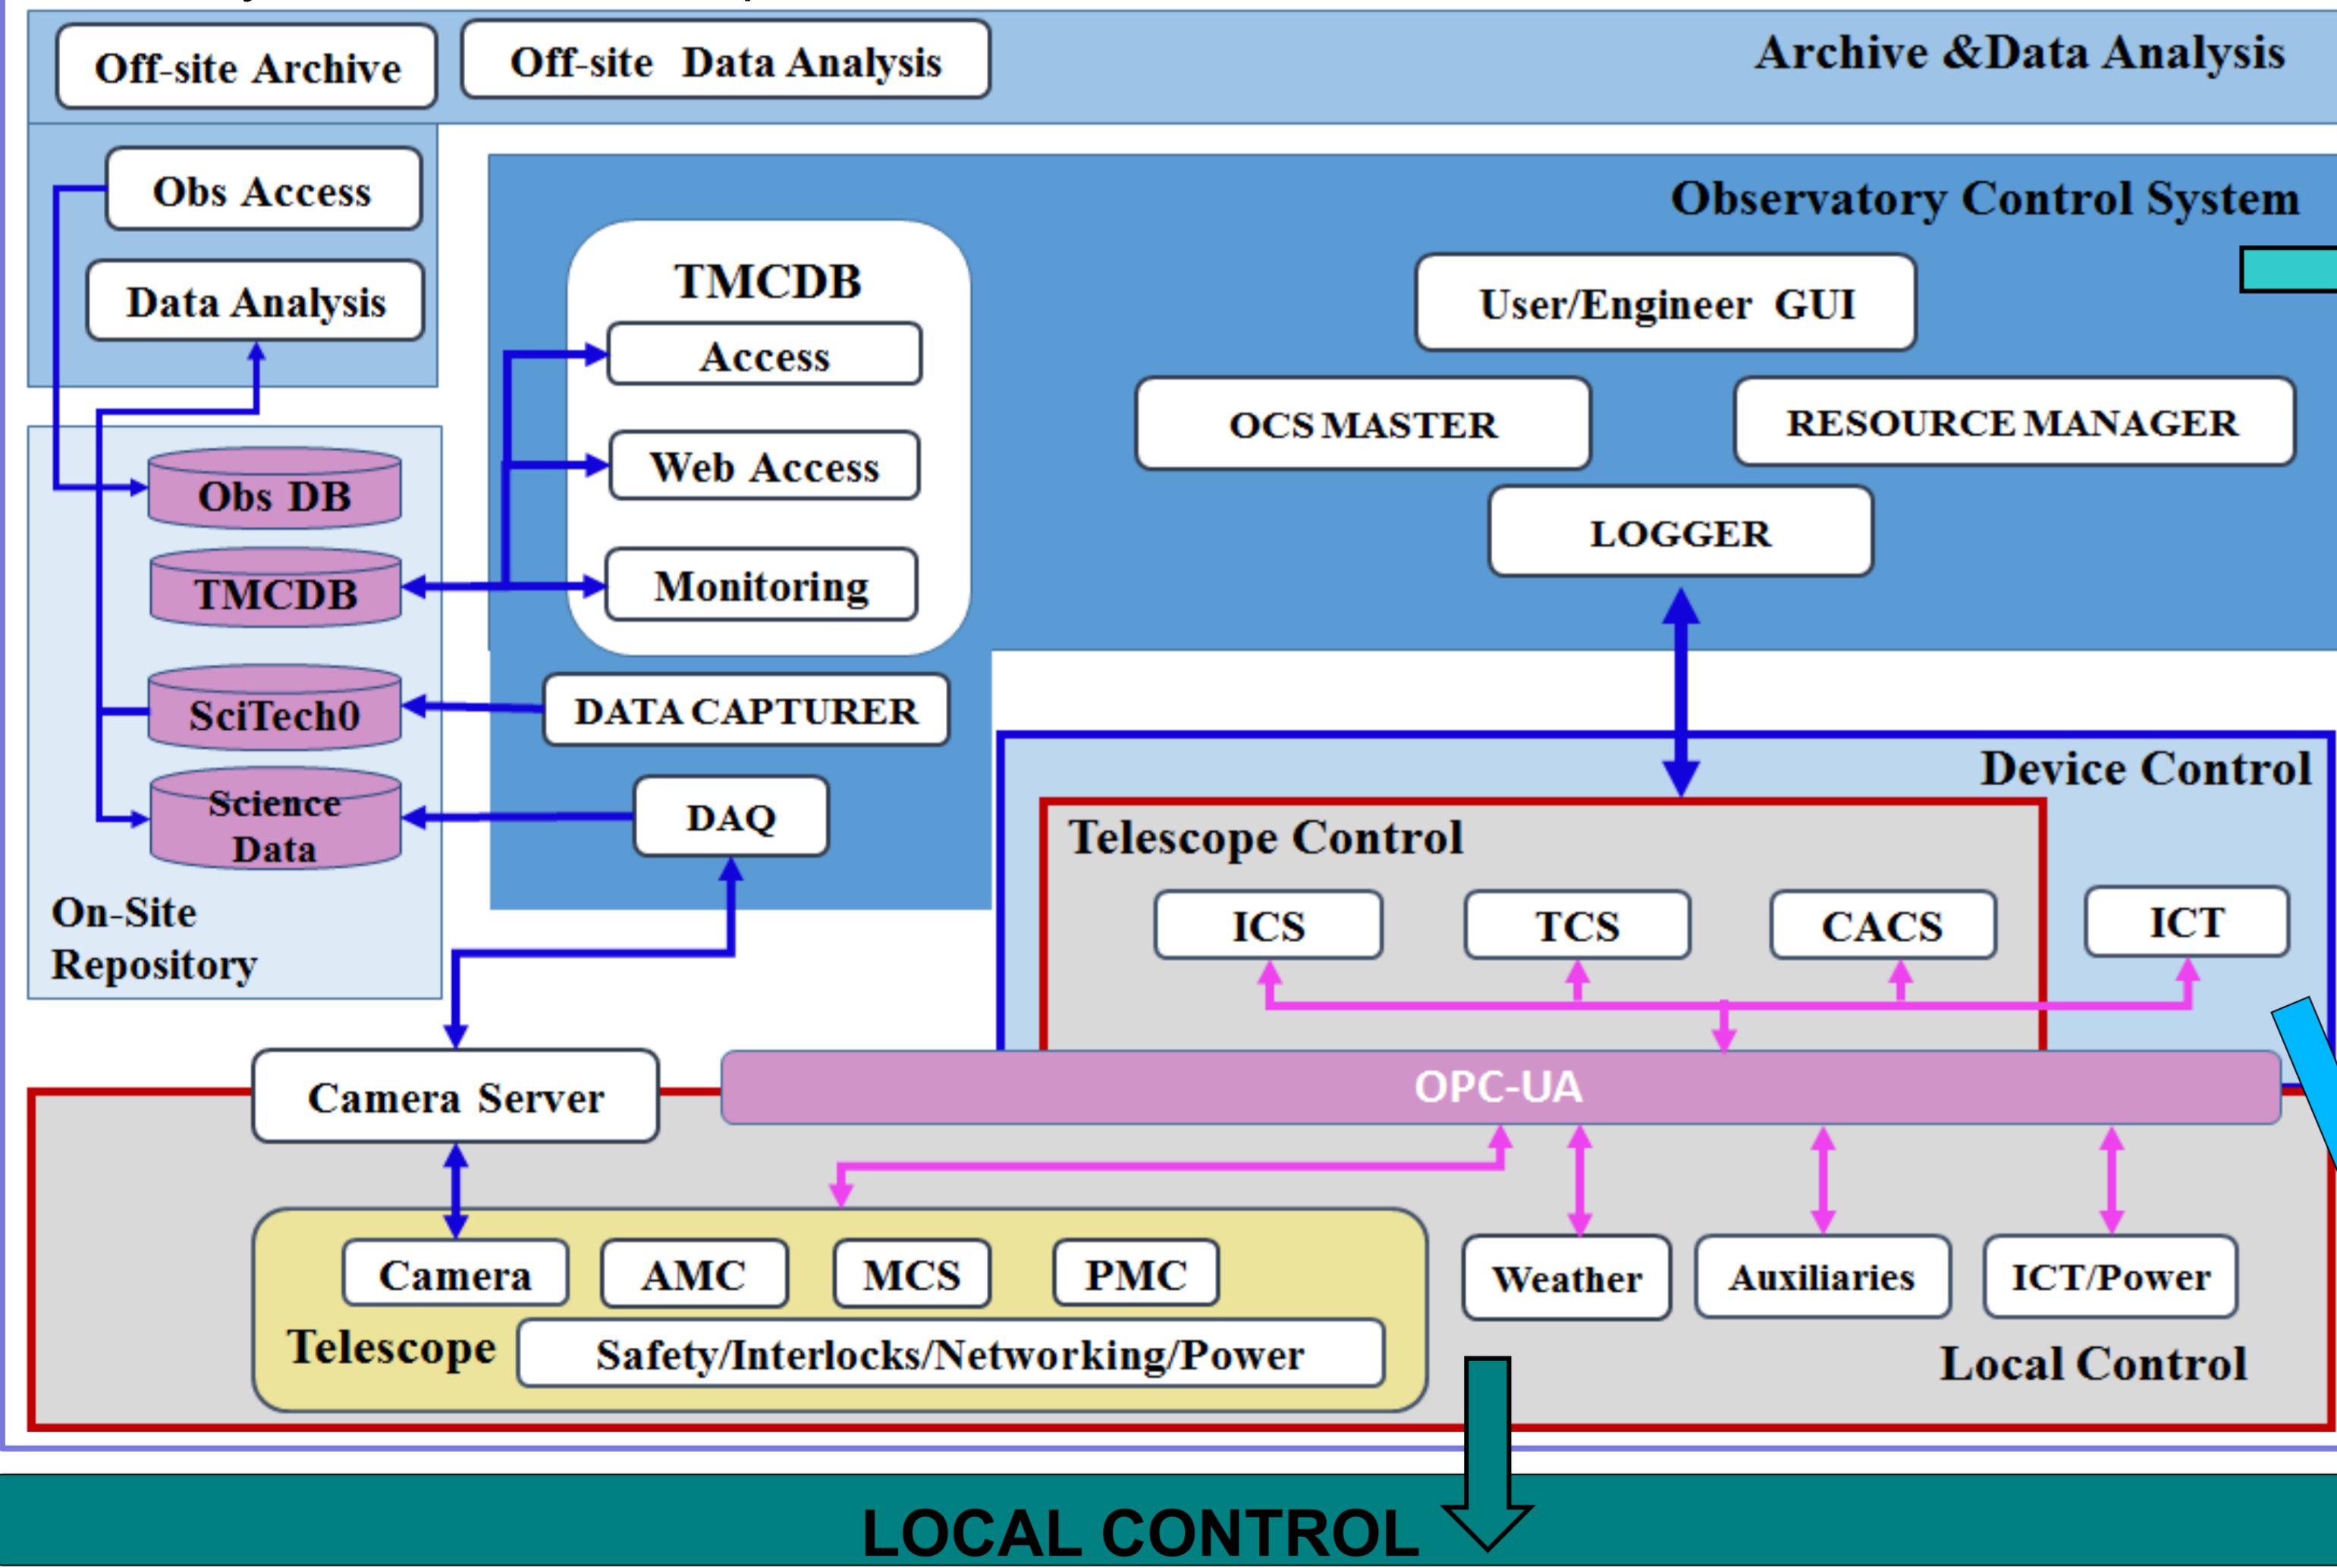 Off-site Archive
Off-site Data Analysis
Archive &Data Analysis
Obs Access
Data Analysis
Observatory Control System
TMCDB
Access
Web Access
Monitoring
User/Engineer GUI
OCS MASTER
RESOURCE MANAGER
LOGGER
Obs DB
TMCDB
SciTech0
Science
Data
On-Site
Repository
DATA CAPTURER
DAQ
Device Control
Telescope Control
ICS
TCS
CACS
ICT
Camera Server
OPC-UA
Camera
AMC
MCS
PMC
Telescope
Safety/Interlocks/Networking/Power
Weather
Auxiliaries
ICT/Power
Local Control
LOCAL CONTROL